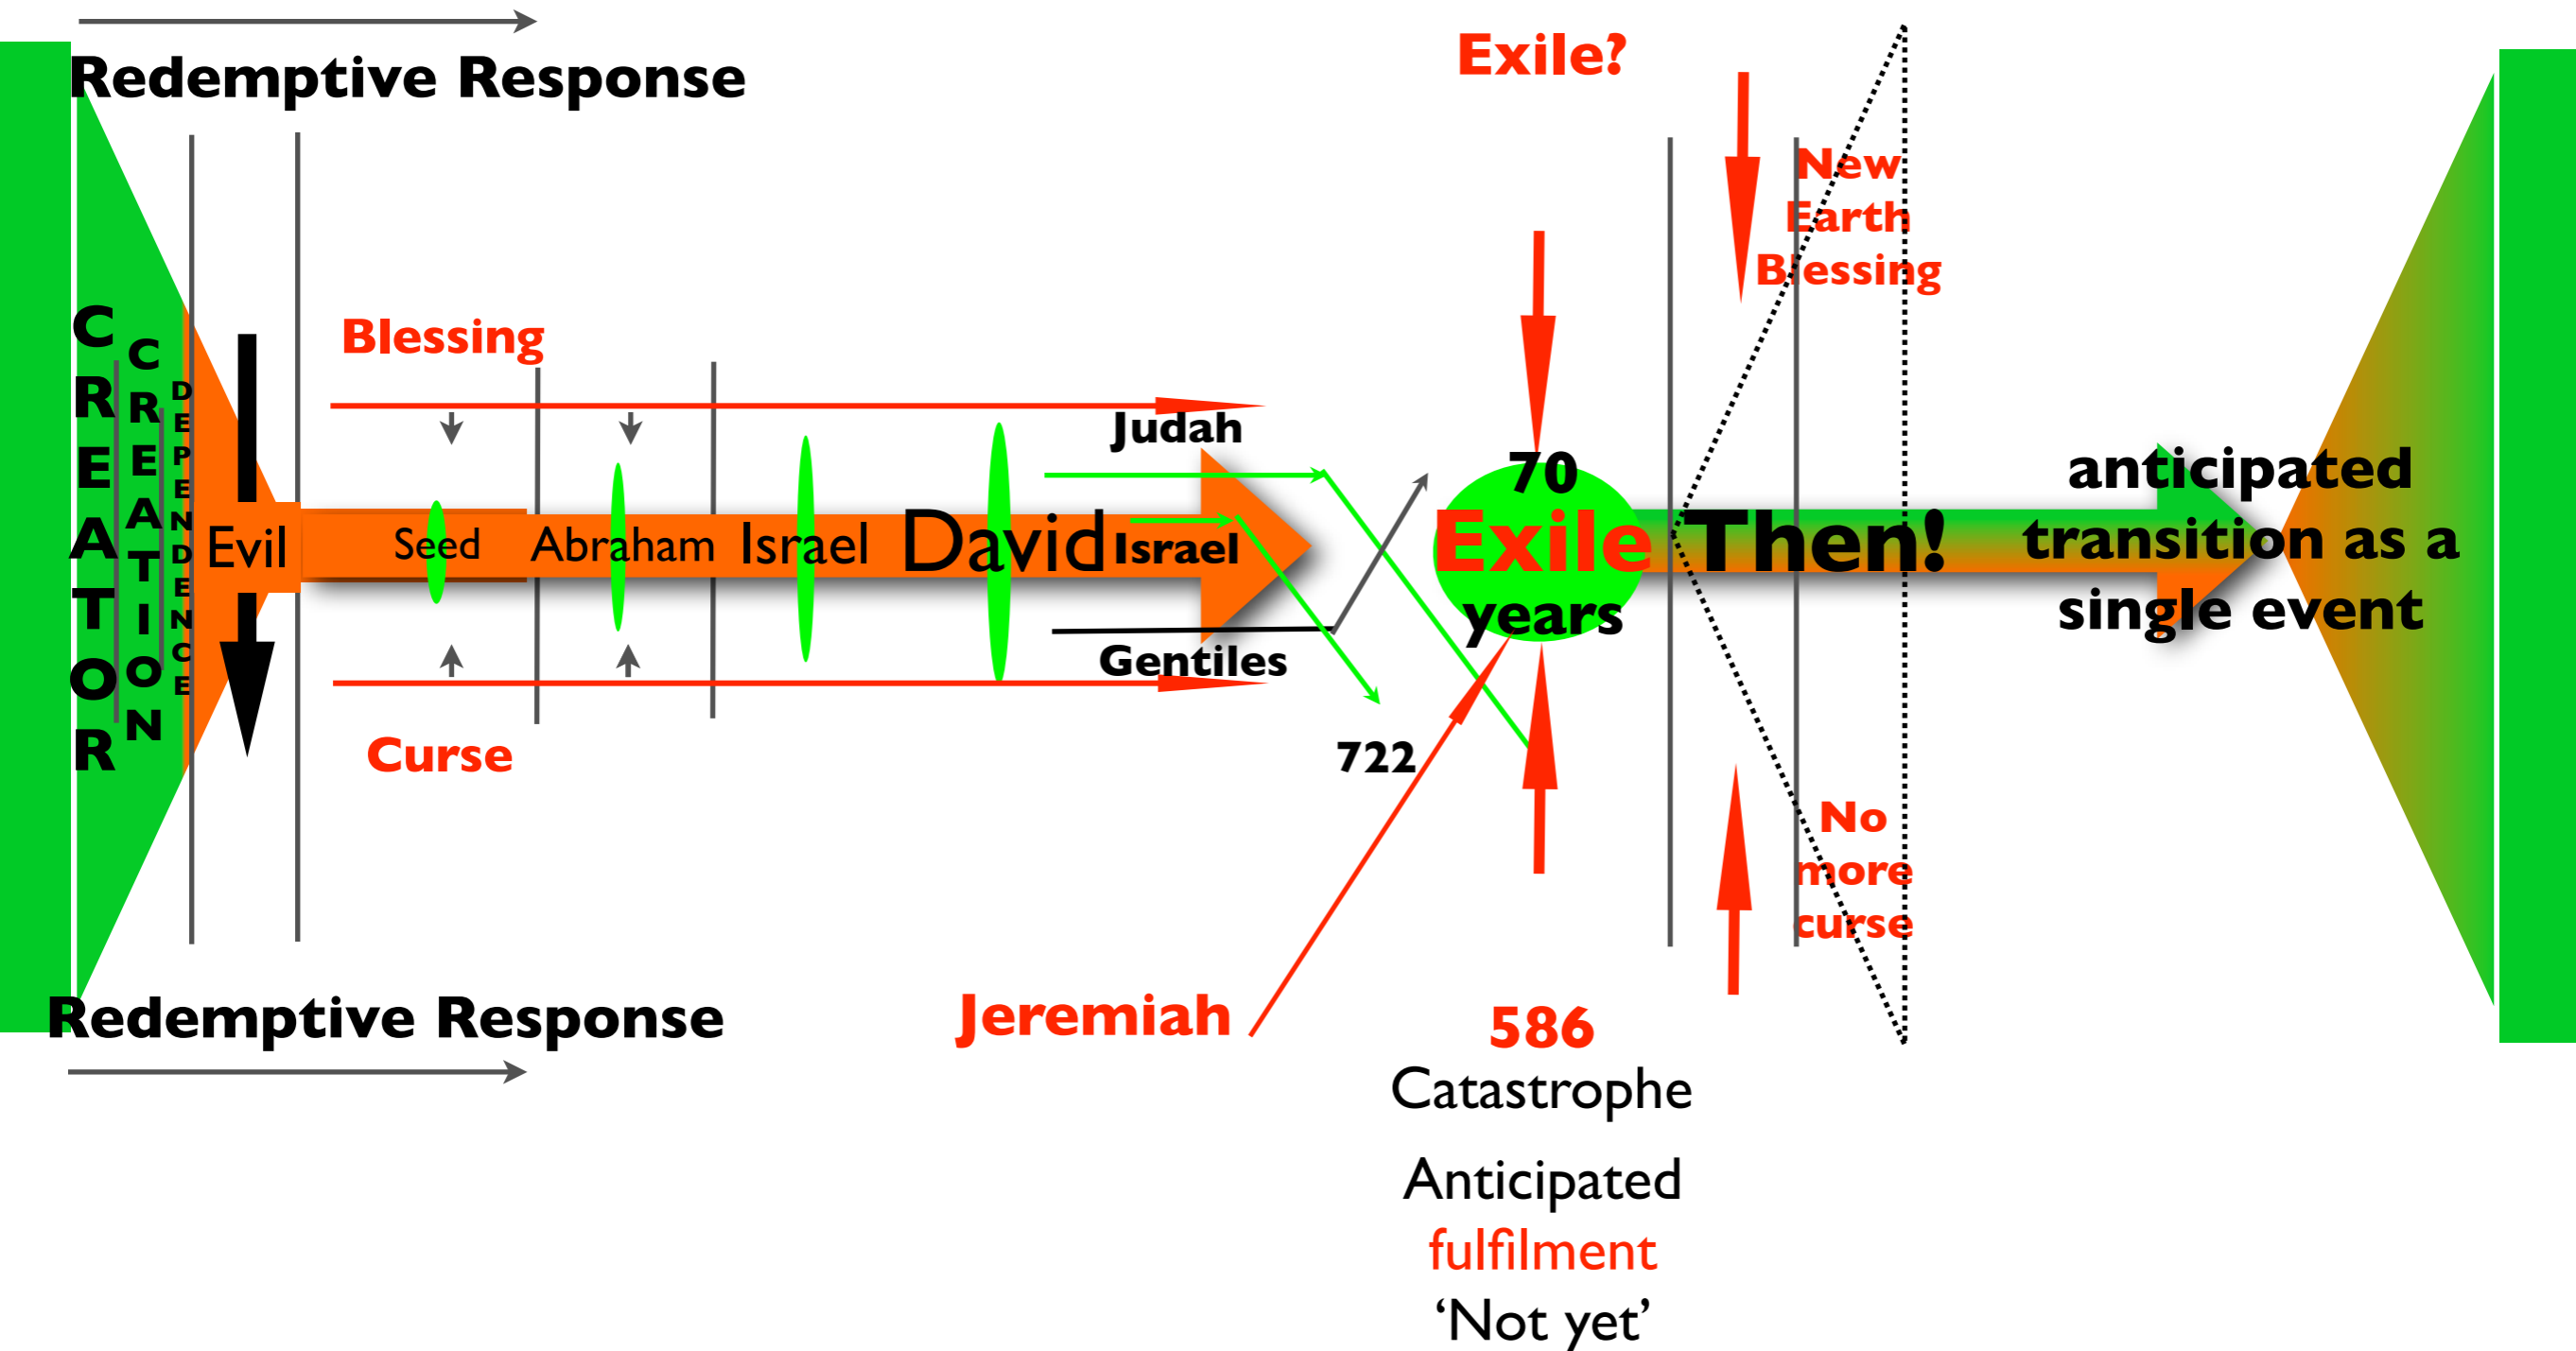 Redemptive Response
Exile?
New
Earth
Blessing
CREATOR
CREATION
DEPENDENCE
Blessing
Judah
Evil
Seed
Abraham
Israel
David
Israel
Gentiles
Curse
722
70
Exile
years
Then!
anticipated
transition as a
single event
No
more
curse
Redemptive Response
Jeremiah
586
Catastrophe
Anticipated
fulfilment
‘Not yet’